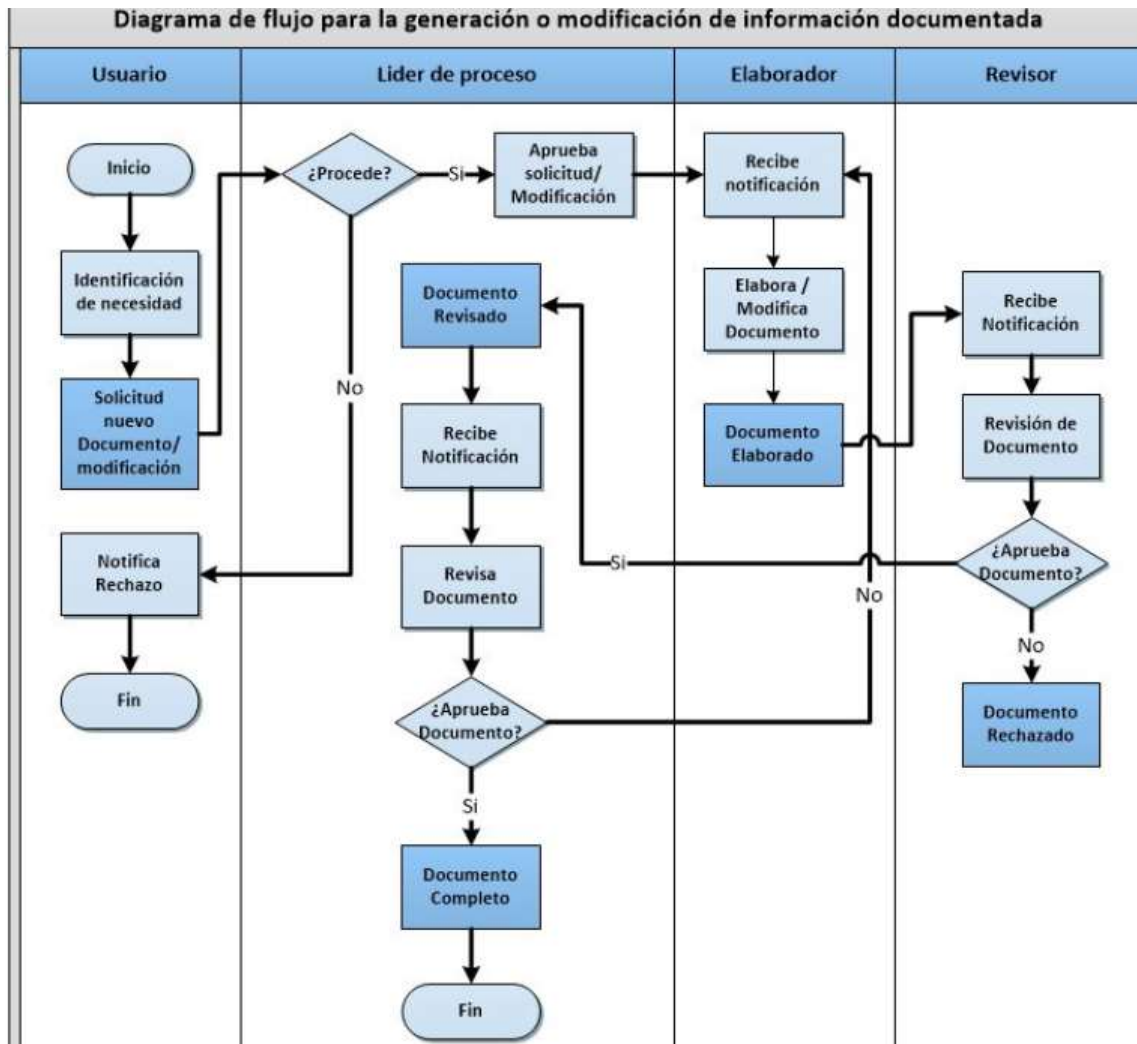 Diagrama de flujo para la generación o modificación de información documentada
Usuario
Lider de proceso
Elaborador
Revisor
Inicio
Identificación
de necesidad
Solicitud
nuevo
Documento/
modificación
Notifica
Rechazo
Fin
¿Procede?
Si
Aprueba
solicitud/
Modificación
No
Documento
Revisado
Recibe
Notificación
Revisa
Documento
¿Aprueba
Documento?
Si
Documento
Completo
Fin
Recibe
notificación
Elabora /
Modifica
Documento
Documento
Elaborado
No
Si
Recibe
Notificación
Revisión de
Documento
¿Aprueba
Documento?
No
Documento
Rechazado